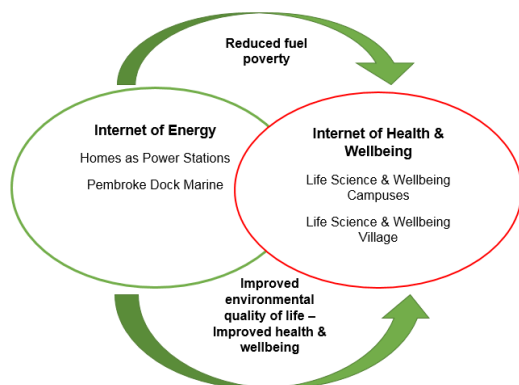 Reduced fuel
poverty
Internet of Energy
Homes as Power Stations
Pembroke Dock Marine
Internet of Health &
Wellbeing
Life Science & Wellbeing
Campuses
Life Science & Wellbeing
Village
Improved
environmental
quality of life –
Improved health &
wellbeing